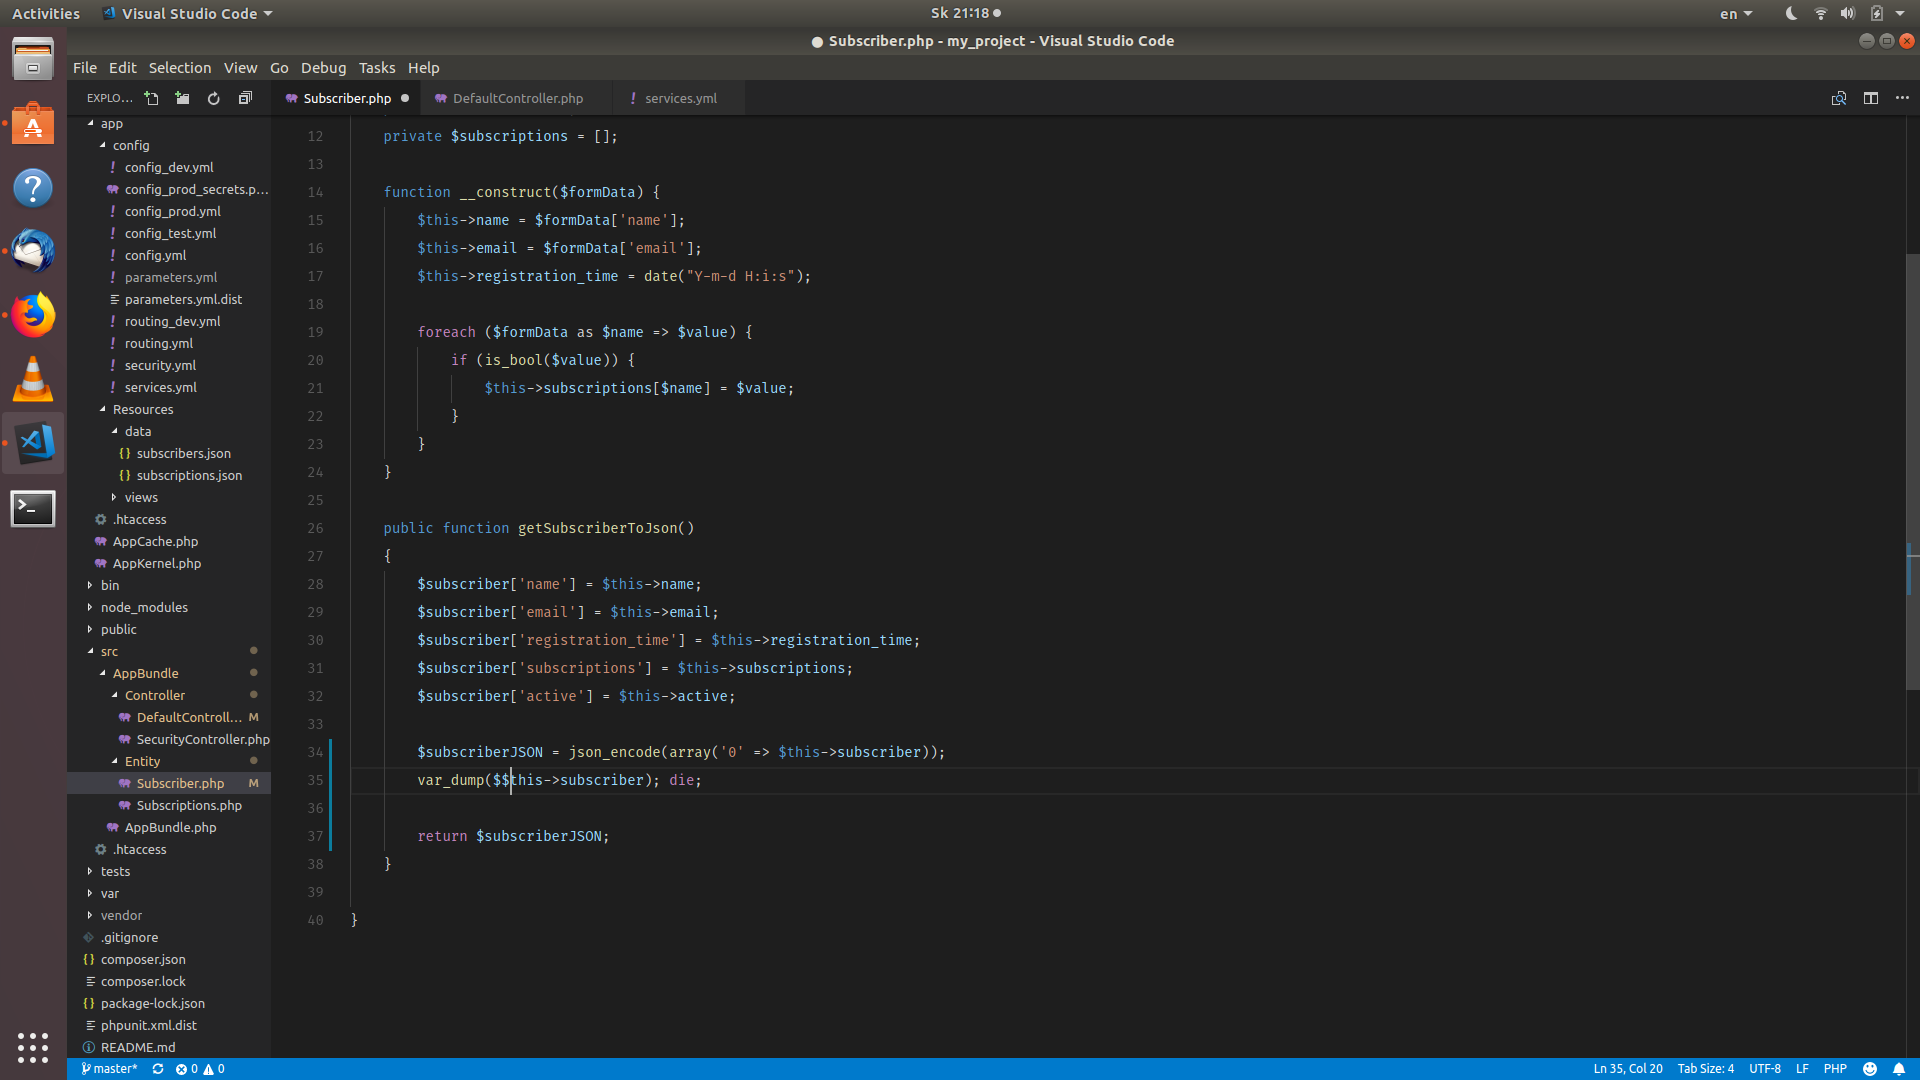 Activities Visual Studio Code Sk 21:18 en
● Subscriber.php - my_project - Visual Studio Code
File Edit Selection View Go Debug Tasks Help
EXPLO... Subscriber.php DefaultController.php services.yml
app
config
config_dev.yml
config_prod_secrets.p...
config_prod.yml
config_test.yml
config.yml
parameters.yml
parameters.yml.dist
routing_dev.yml
routing.yml
security.yml
services.yml
Resources
data
subscribers.json
subscriptions.json
views
.htaccess
AppCache.php
AppKernel.php
bin
node_modules
public
src
AppBundle
Controller
DefaultControll... M
SecurityController.php
Entity
Subscriber.php M
Subscriptions.php
AppBundle.php
.htaccess
tests
var
vendor
.gitignore
composer.json
composer.lock
package-lock.json
phpunit.xml.dist
README.md
12 private $subscriptions = [];
13
14 function __construct($formData) {
15 $this->name = $formData['name'];
16 $this->email = $formData['email'];
17 $this->registration_time = date("Y-m-d H:i:s");
18
19 foreach ($formData as $name => $value) {
20 if (is_bool($value)) {
21 $this->subscriptions[$name] = $value;
22 }
23 }
24 }
25
26 public function getSubscriberToJson()
27 {
28 $subscriber['name'] = $this->name;
29 $subscriber['email'] = $this->email;
30 $subscriber['registration_time'] = $this->registration_time;
31 $subscriber['subscriptions'] = $this->subscriptions;
32 $subscriber['active'] = $this->active;
33
34 $subscriberJSON = json_encode(array('0' => $this->subscriber));
35 var_dump($$this->subscriber); die;
36
37 return $subscriberJSON;
38 }
39
40 }
master* 0 0 Ln 35, Col 20 Tab Size: 4 UTF-8 LF PHP